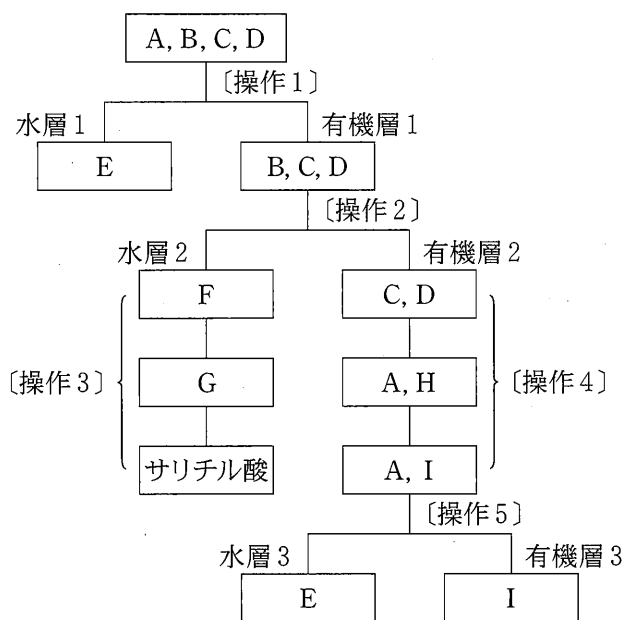 A, B, C, D
〔操作1〕
水層1 有機層1
E B, C, D
〔操作2〕
水層2 有機層2
F C, D
〔操作3〕 G A, H 〔操作4〕
サリチル酸 A, I
〔操作5〕
水層3 有機層3
E I